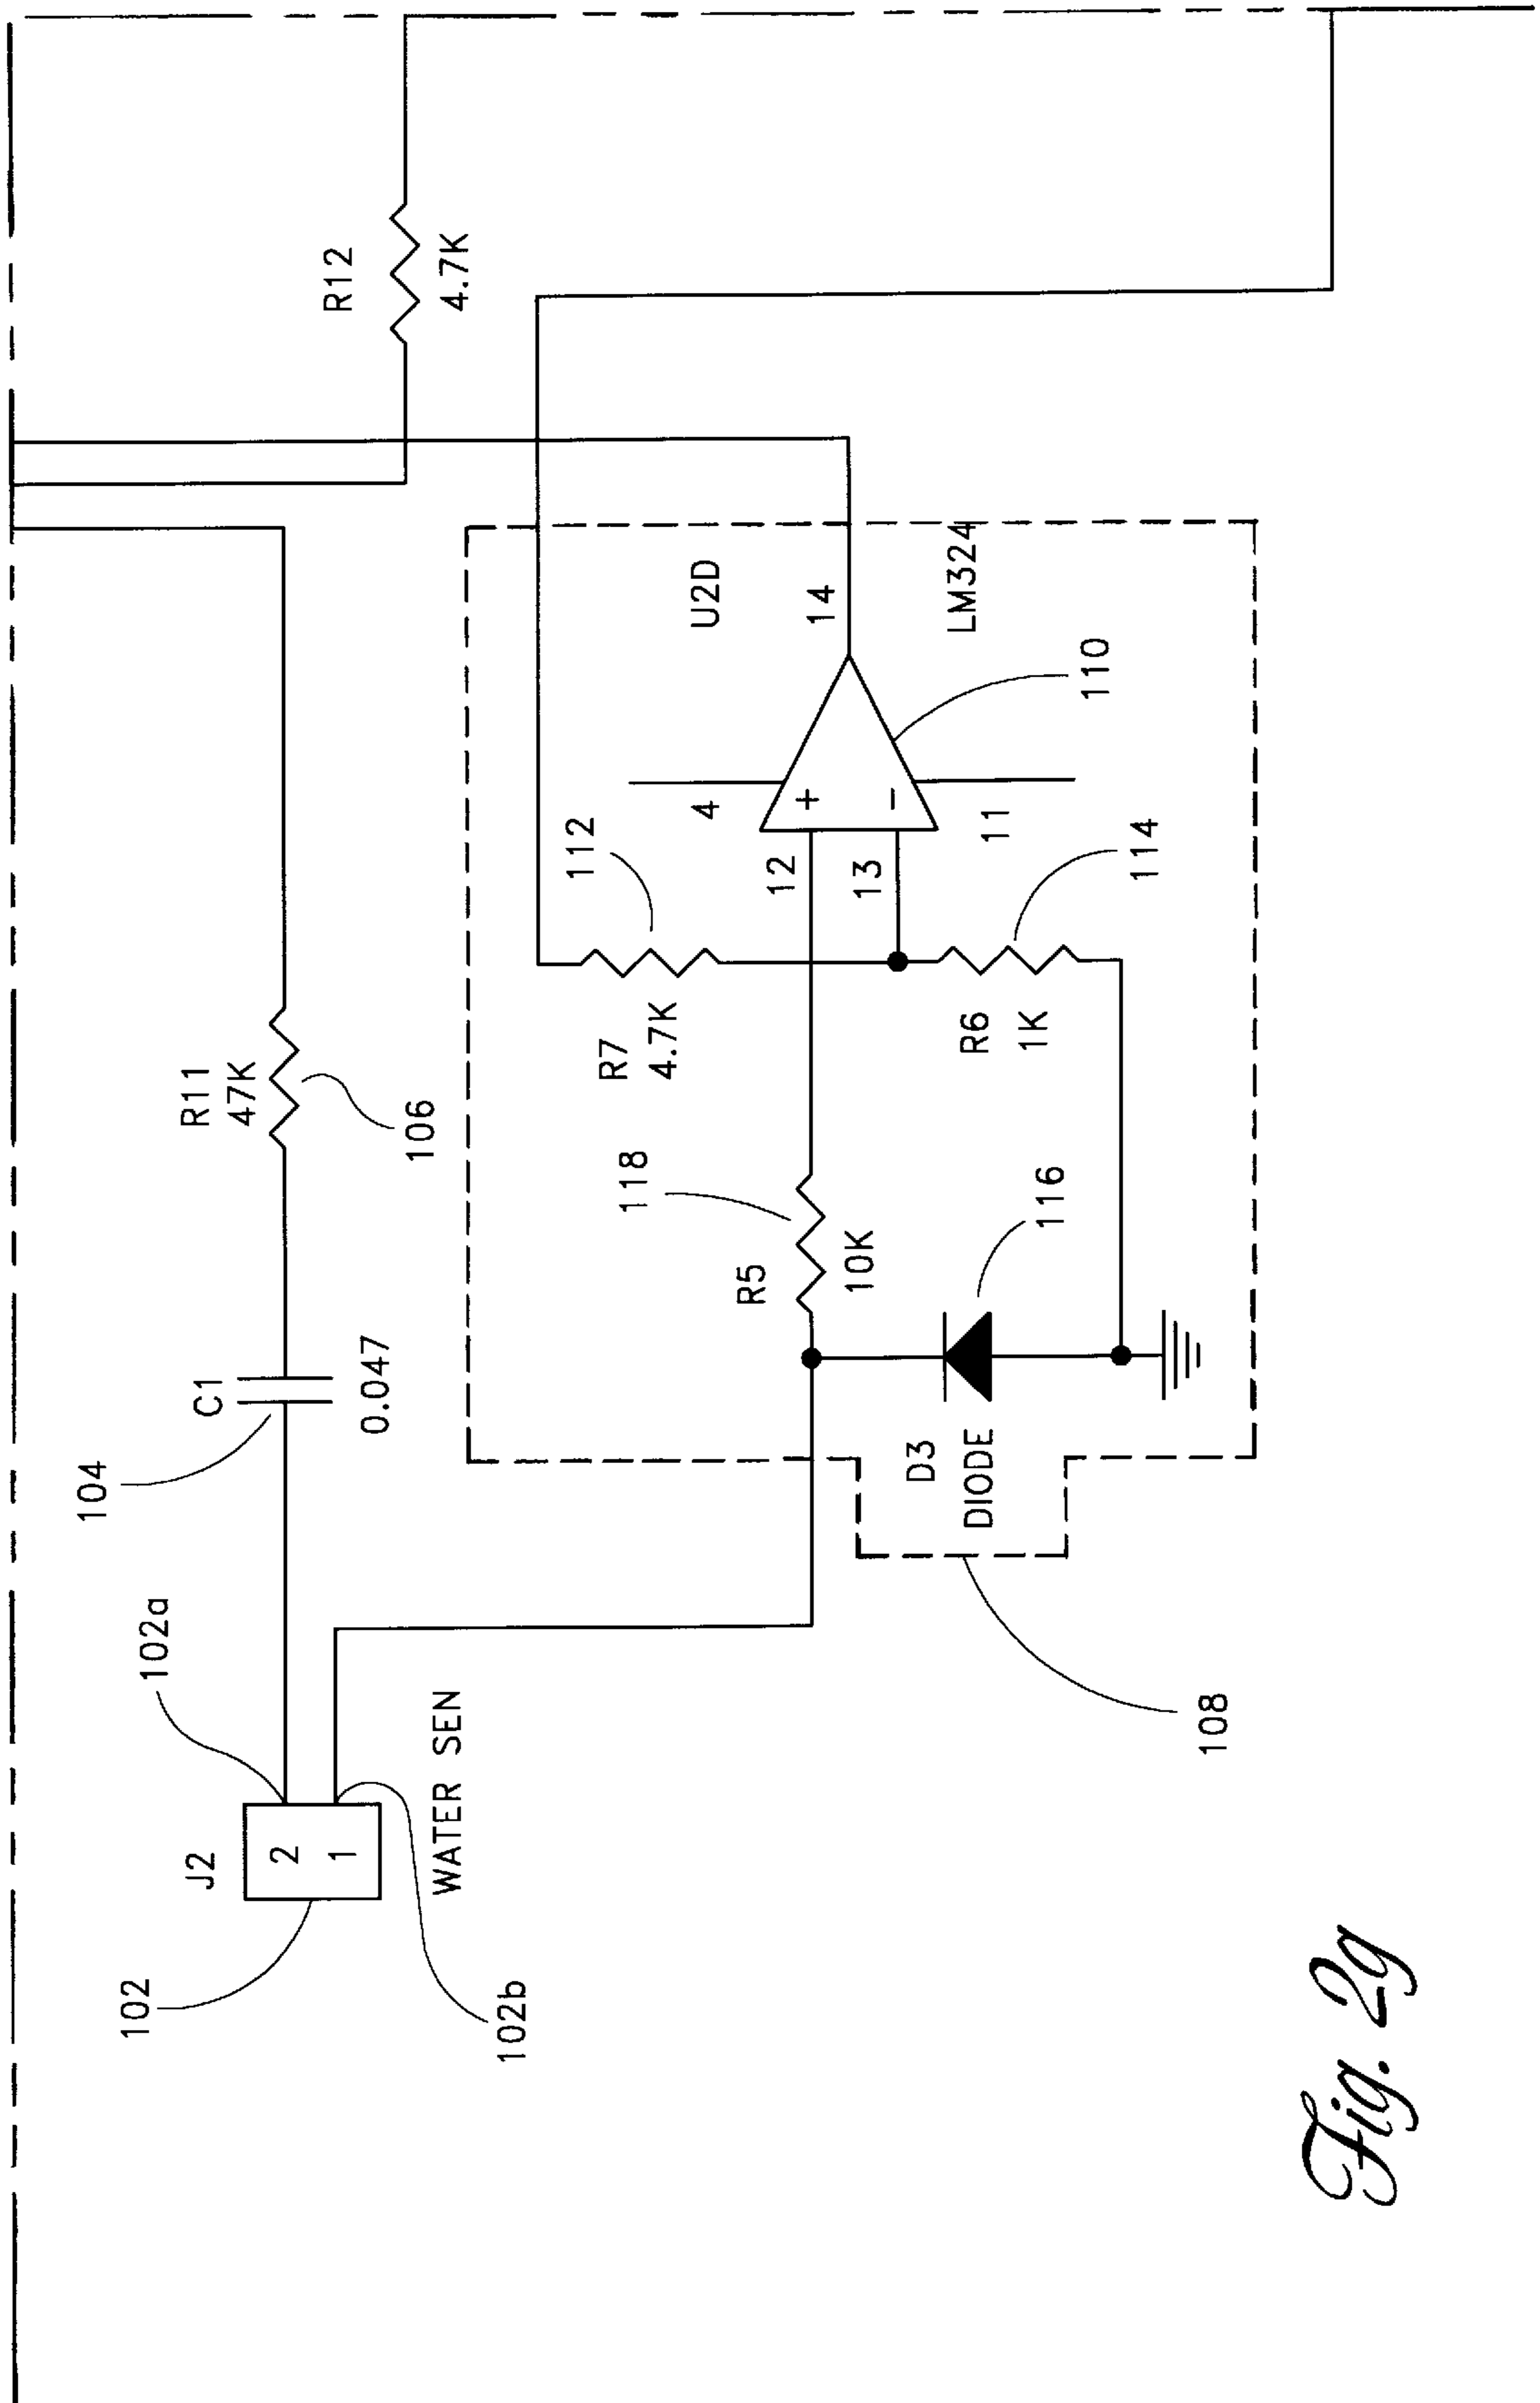 J2
2
1
WATER SEN
102
102a
102b
C1
0.047
104
R11
47K
106
R12
4.7K
R7
4.7K
112
R5
10K
118
D3
DIODE
116
R6
1K
114
12
13
+
-
4
11
14
U2D
LM324
110
108
Fig. 2g